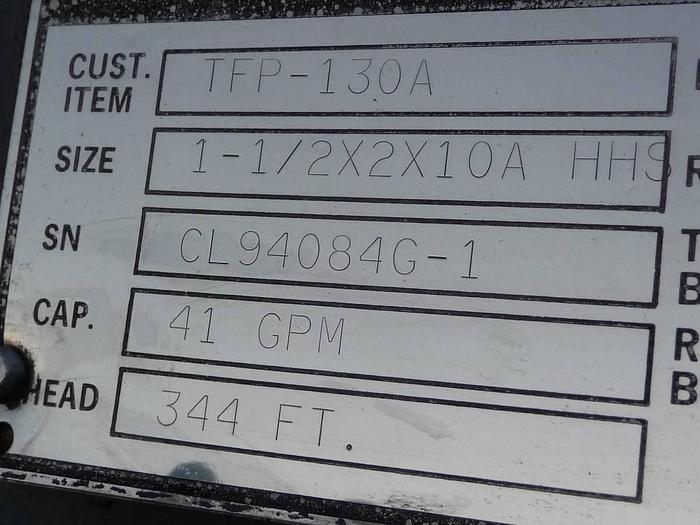 CUST. ITEM TFP-130A
SIZE 1-1/2X2X10A HHS
SN CL94084G-1
CAP. 41 GPM
HEAD 344 FT.